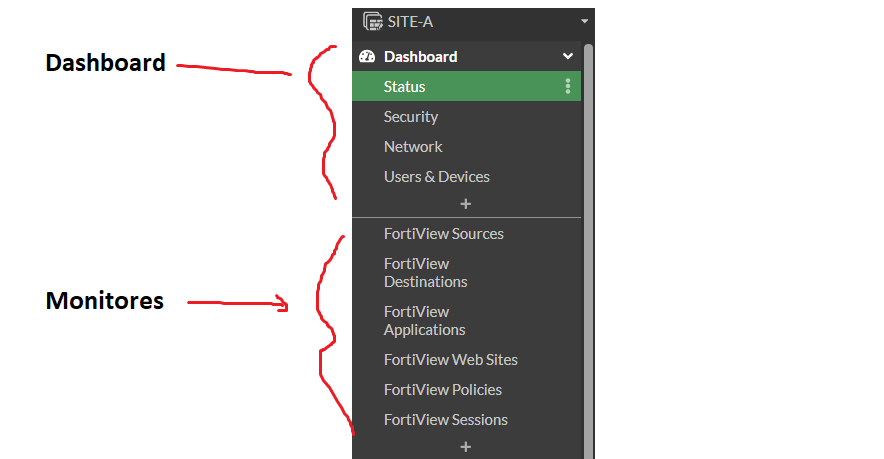 SITE-A
Dashboard
Dashboard
Status
Security
Network
Users & Devices
+
FortiView Sources
FortiView
Destinations
Monitores
FortiView
Applications
FortiView Web Sites
FortiView Policies
FortiView Sessions
+